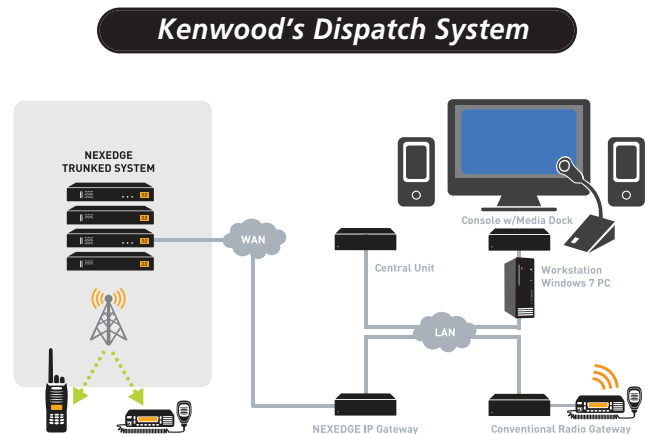 Kenwood's Dispatch System
NEXEDGE
TRUNKED SYSTEM
WAN
Console w/Media Dock
Central Unit
Workstation
Windows 7 PC
LAN
NEXEDGE IP Gateway
Conventional Radio Gateway